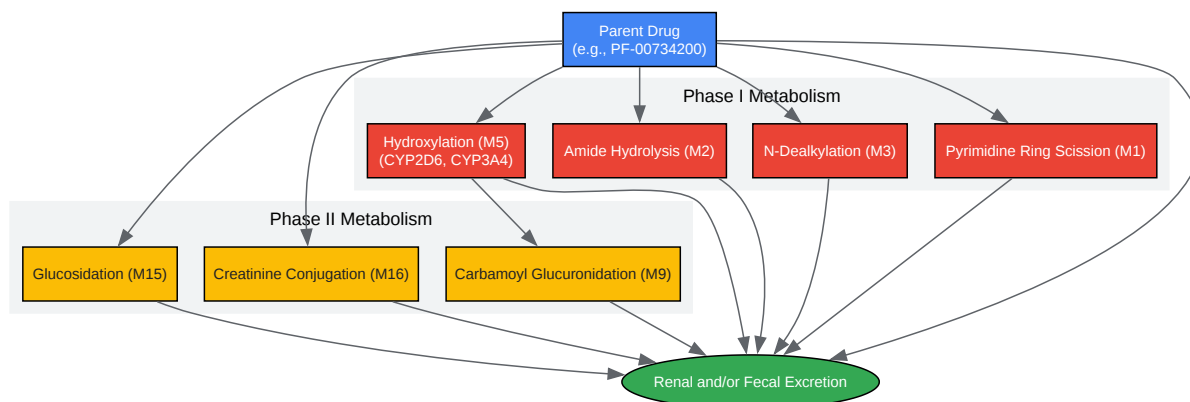 Parent Drug
(e.g., PF-00734200)
Phase I Metabolism
Hydroxylation (M5)
(CYP2D6, CYP3A4)
Amide Hydrolysis (M2)
N-Dealkylation (M3)
Pyrimidine Ring Scission (M1)
Phase II Metabolism
Glucosidation (M15)
Creatinine Conjugation (M16)
Carbamoyl Glucuronidation (M9)
Renal and/or Fecal Excretion